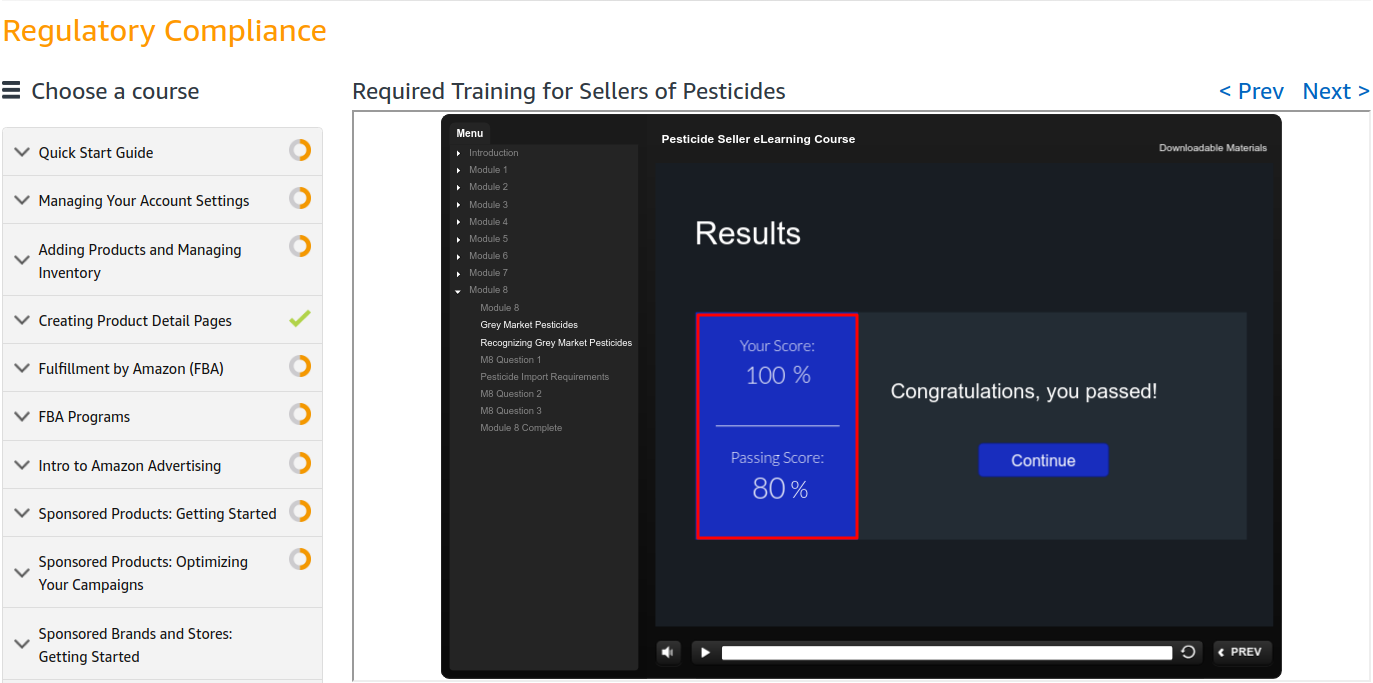 Regulatory Compliance
Choose a course
Quick Start Guide
Managing Your Account Settings
Adding Products and Managing
Inventory
Creating Product Detail Pages
Fulfillment by Amazon (FBA)
FBA Programs
Intro to Amazon Advertising
Sponsored Products: Getting Started
Sponsored Products: Optimizing
Your Campaigns
Sponsored Brands and Stores:
Getting Started
Required Training for Sellers of Pesticides
< Prev Next >
Menu
Introduction
Module 1
Module 2
Module 3
Module 4
Module 5
Module 6
Module 7
Module 8
Module 8
Grey Market Pesticides
Recognizing Grey Market Pesticides
M8 Question 1
Pesticide Import Requirements
M8 Question 2
M8 Question 3
Module 8 Complete
Pesticide Seller eLearning Course
Downloadable Materials
Results
Your Score:
100 %
Passing Score:
80 %
Congratulations, you passed!
Continue
PREV